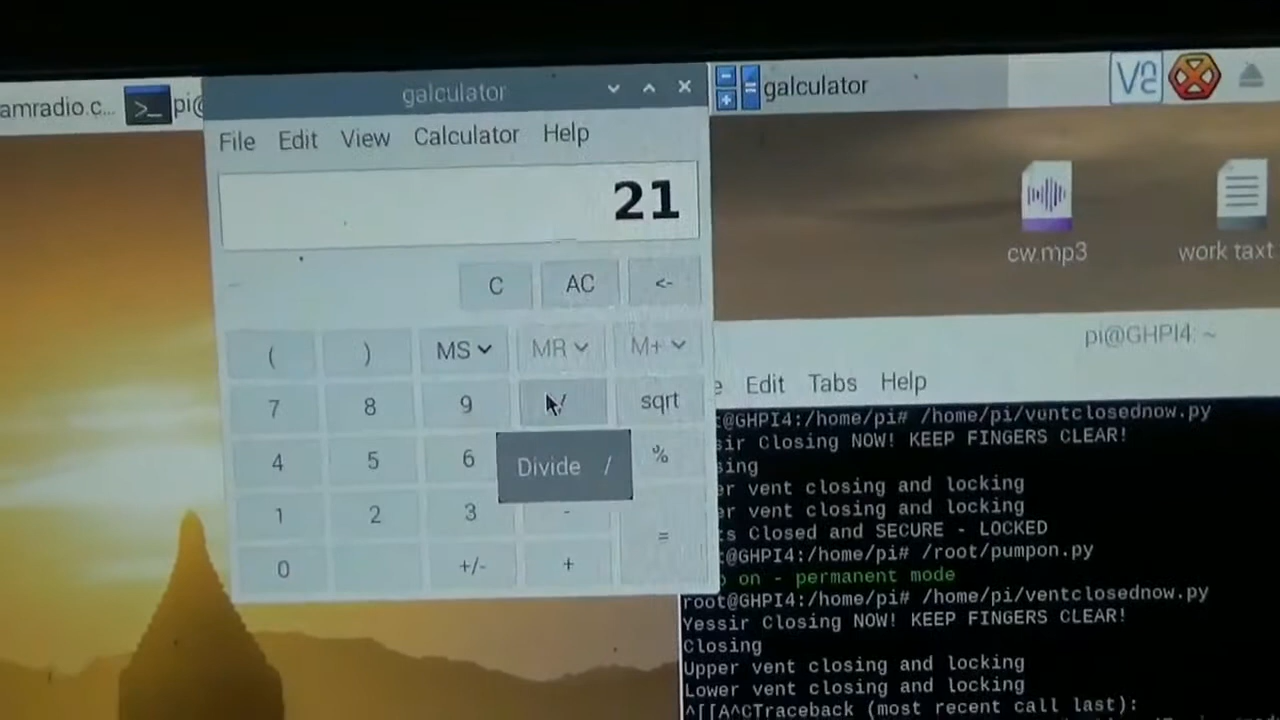 galculator
galculator
amradio.c...
pi@
File Edit View Calculator Help
21
C AC <-
( ) MS MR M+
7 8 9 / sqrt
4 5 6 %
Divide /
1 2 3 - =
0 +/- +
cw.mp3
work taxt
pi@GHPI4: ~
e Edit Tabs Help
t@GHPI4:/home/pi# /home/pi/ventclosednow.py
sir Closing NOW! KEEP FINGERS CLEAR!
sing
er vent closing and locking
er vent closing and locking
ts Closed and SECURE - LOCKED
t@GHPI4:/home/pi# /root/pumpon.py
on - permanent mode
root@GHPI4:/home/pi# /home/pi/ventclosednow.py
Yessir Closing NOW! KEEP FINGERS CLEAR!
Closing
Upper vent closing and locking
Lower vent closing and locking
^[[A^CTraceback (most recent call last):